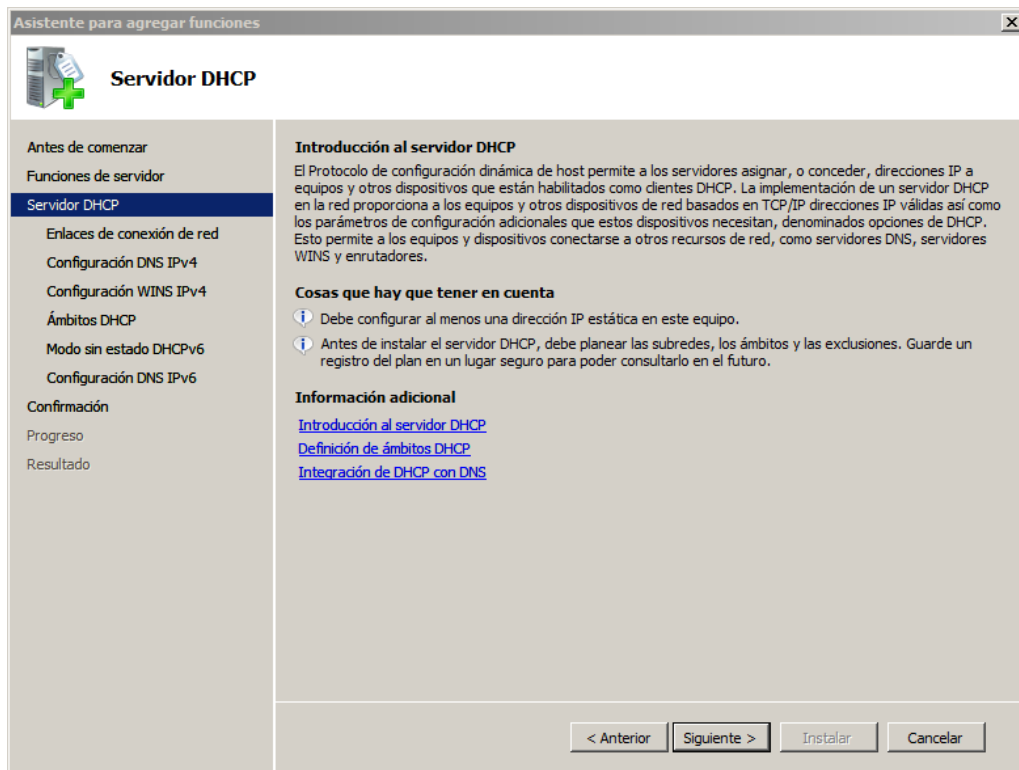 Asistente para agregar funciones
Servidor DHCP
Antes de comenzar
Funciones de servidor
Servidor DHCP
Enlaces de conexión de red
Configuración DNS IPv4
Configuración WINS IPv4
Ámbitos DHCP
Modo sin estado DHCPv6
Configuración DNS IPv6
Confirmación
Progreso
Resultado
Introducción al servidor DHCP
El Protocolo de configuración dinámica de host permite a los servidores asignar, o conceder, direcciones IP a
equipos y otros dispositivos que están habilitados como clientes DHCP. La implementación de un servidor DHCP
en la red proporciona a los equipos y otros dispositivos de red basados en TCP/IP direcciones IP válidas así como
los parámetros de configuración adicionales que estos dispositivos necesitan, denominados opciones de DHCP.
Esto permite a los equipos y dispositivos conectarse a otros recursos de red, como servidores DNS, servidores
WINS y enrutadores.
Cosas que hay que tener en cuenta
Debe configurar al menos una dirección IP estática en este equipo.
Antes de instalar el servidor DHCP, debe planear las subredes, los ámbitos y las exclusiones. Guarde un
registro del plan en un lugar seguro para poder consultarlo en el futuro.
Información adicional
Introducción al servidor DHCP
Definición de ámbitos DHCP
Integración de DHCP con DNS
< Anterior
Siguiente >
Instalar
Cancelar